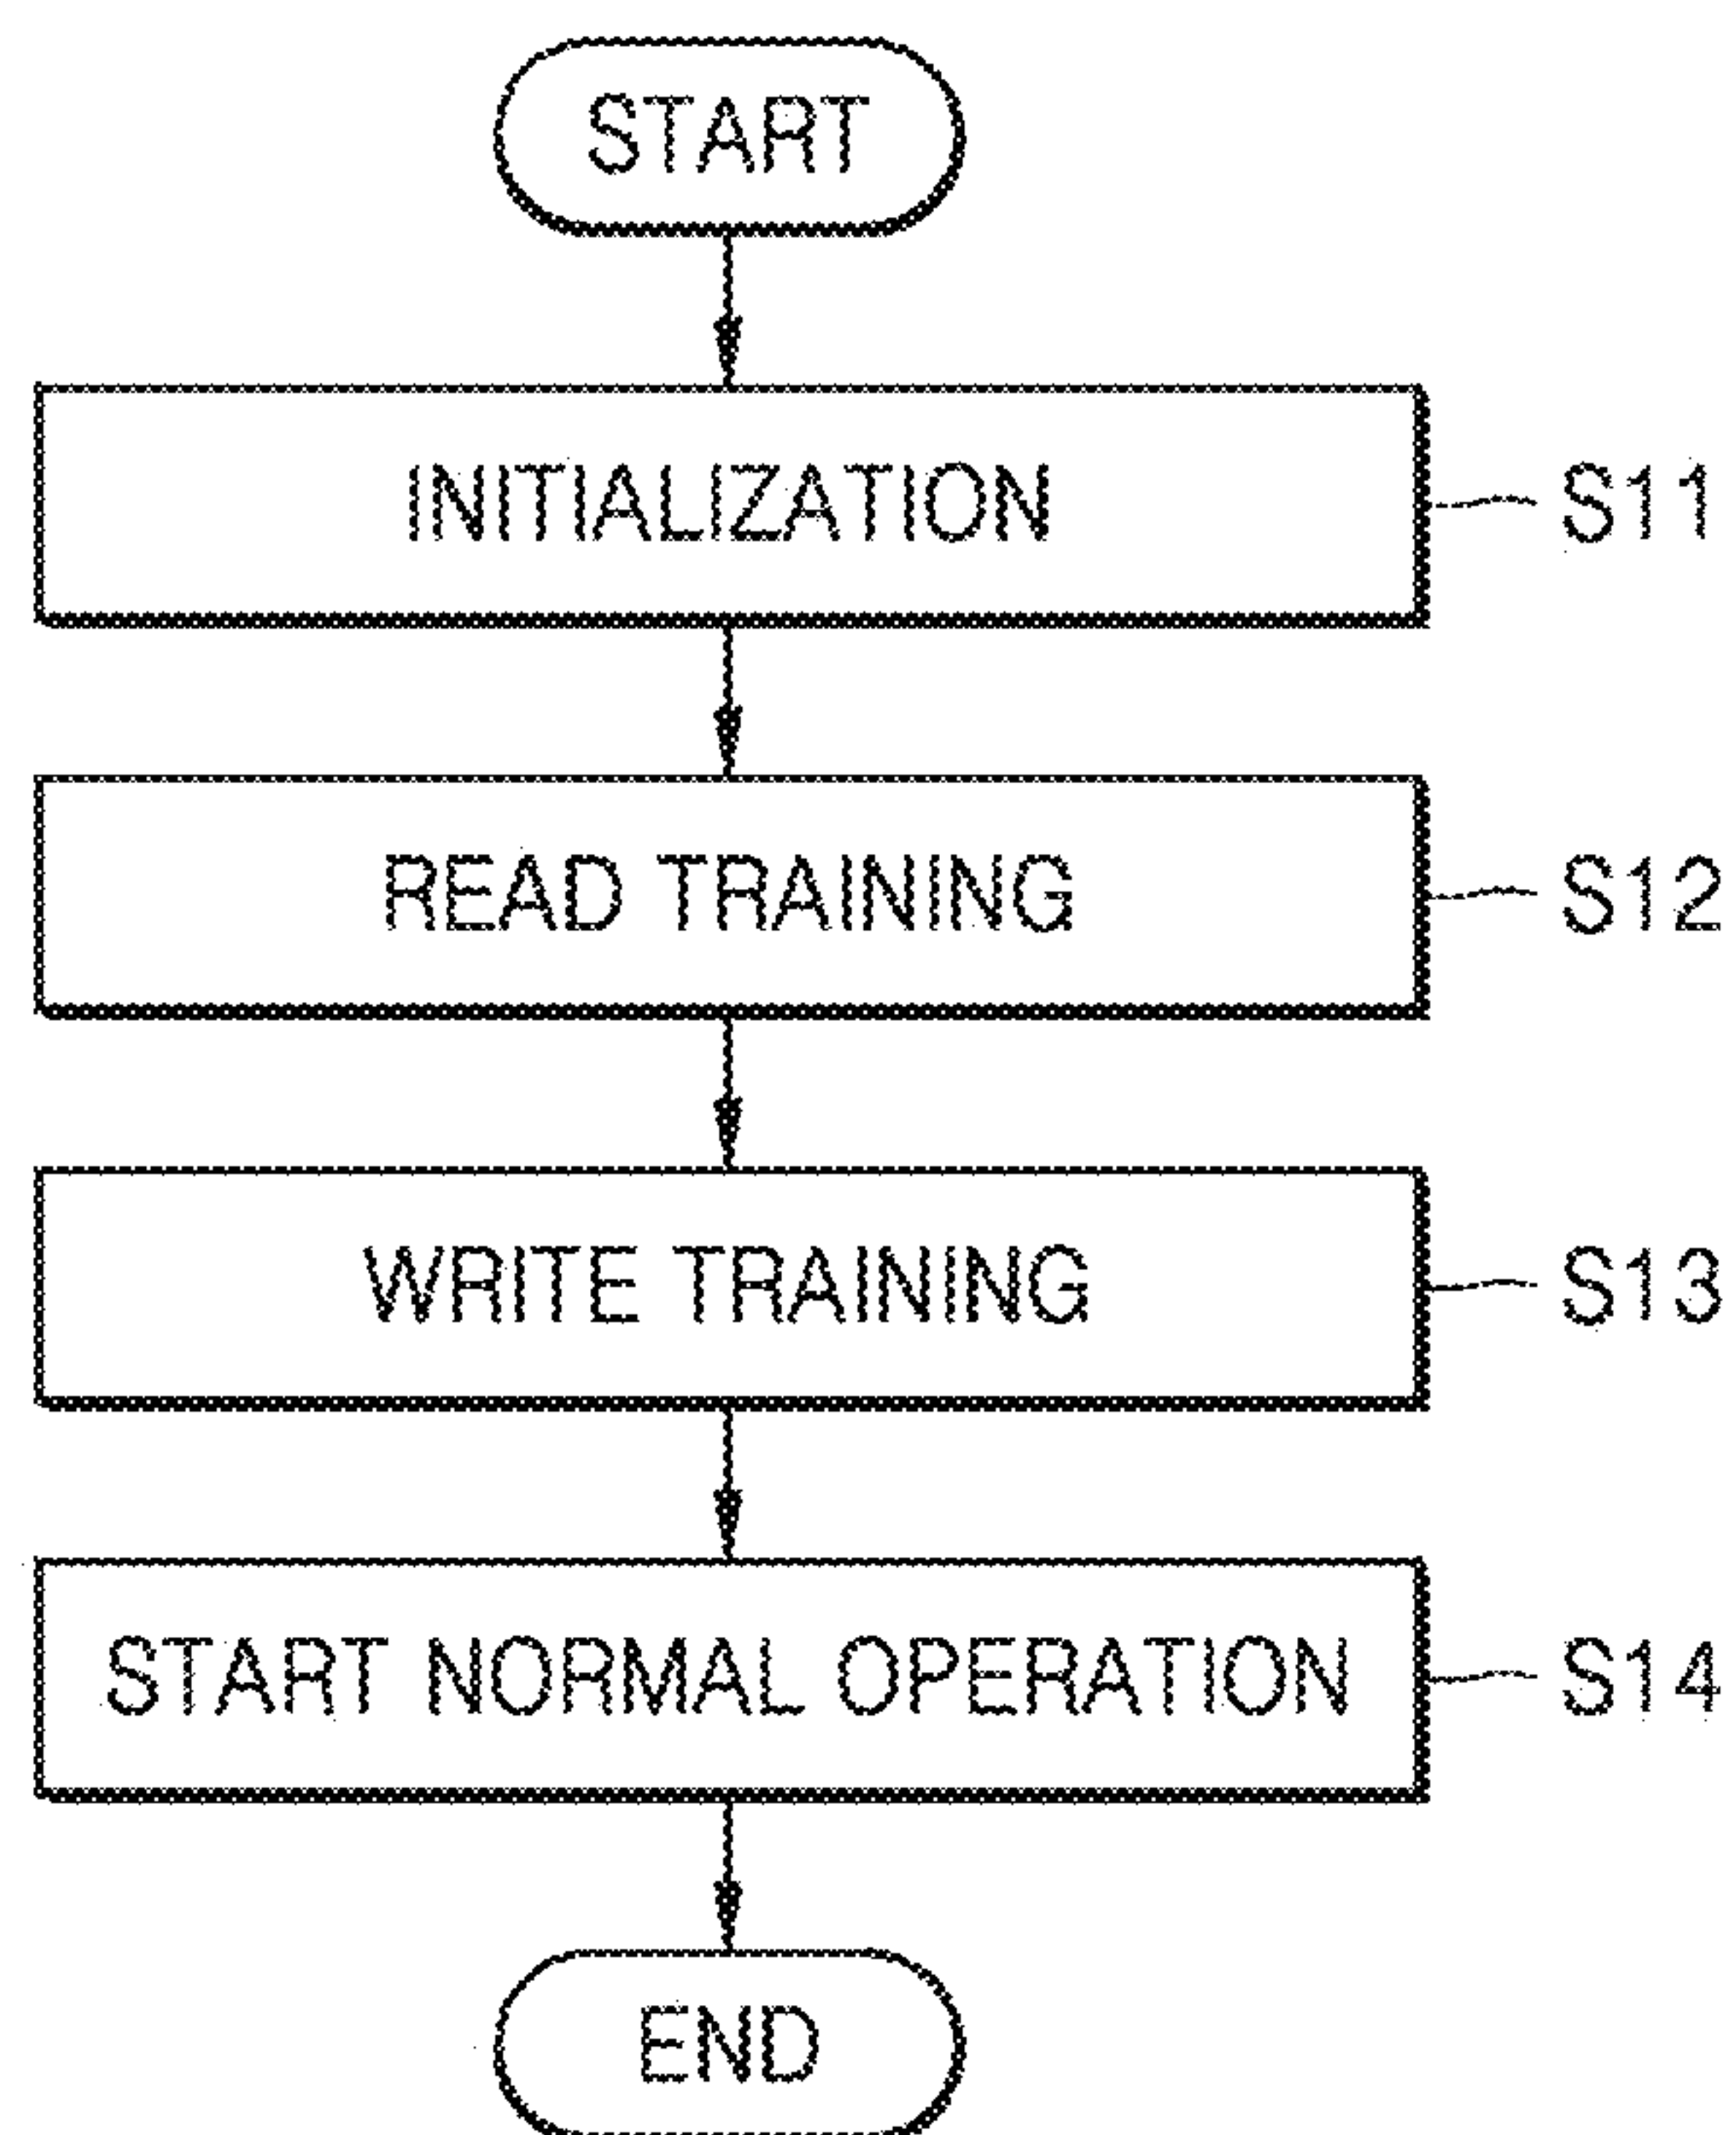 START
INITIALIZATION S11
READ TRAINING S12
WRITE TRAINING S13
START NORMAL OPERATION S14
END